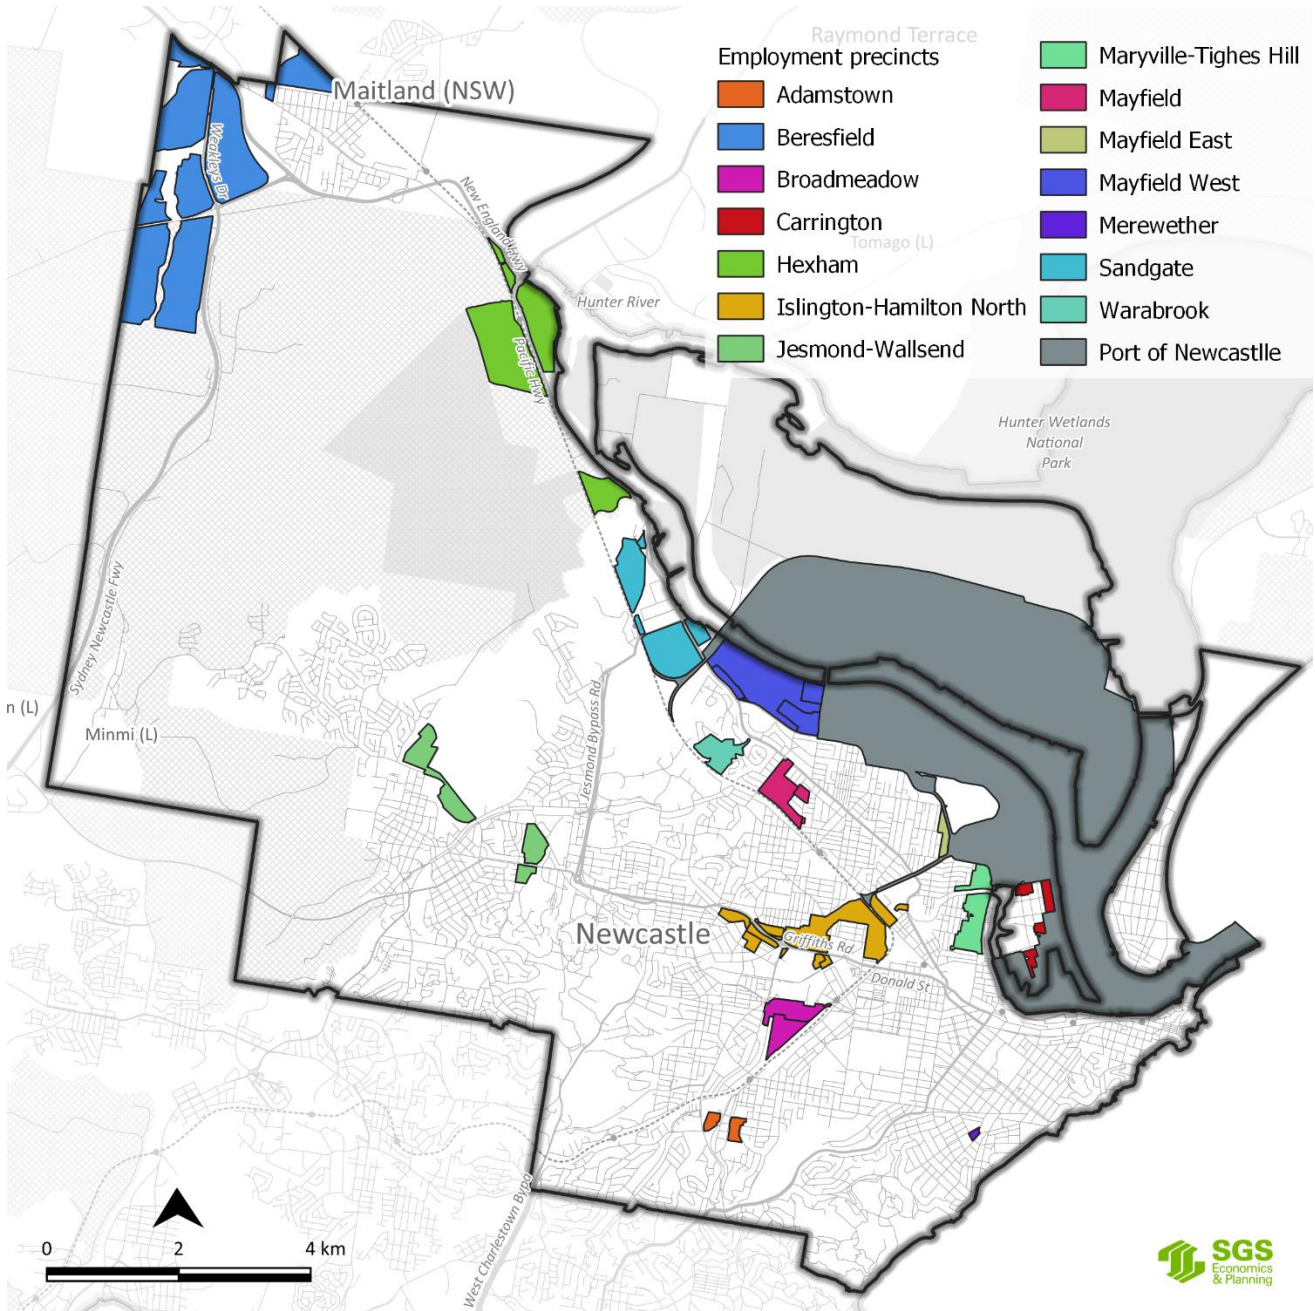 Raymond Terrace
Employment precincts
Adamstown
Beresfield
Broadmeadow
Carrington
Hexham
Islington-Hamilton North
Jesmond-Wallsend
Maryville-Tighes Hill
Mayfield
Mayfield East
Mayfield West
Merewether
Sandgate
Warabrook
Port of Newcastlle
Maitland (NSW)
Weakleys Dr
New England Hwy
Tomago (L)
Hunter River
Pacific Hwy
Hunter Wetlands
National
Park
Sydney Newcastle Fwy
n (L)
Minmi (L)
Jesmond Bypass Rd
Newcastle
Griffiths Rd
Donald St
West Charlestown Bypa
0 2 4 km
SGS
Economics
& Planning